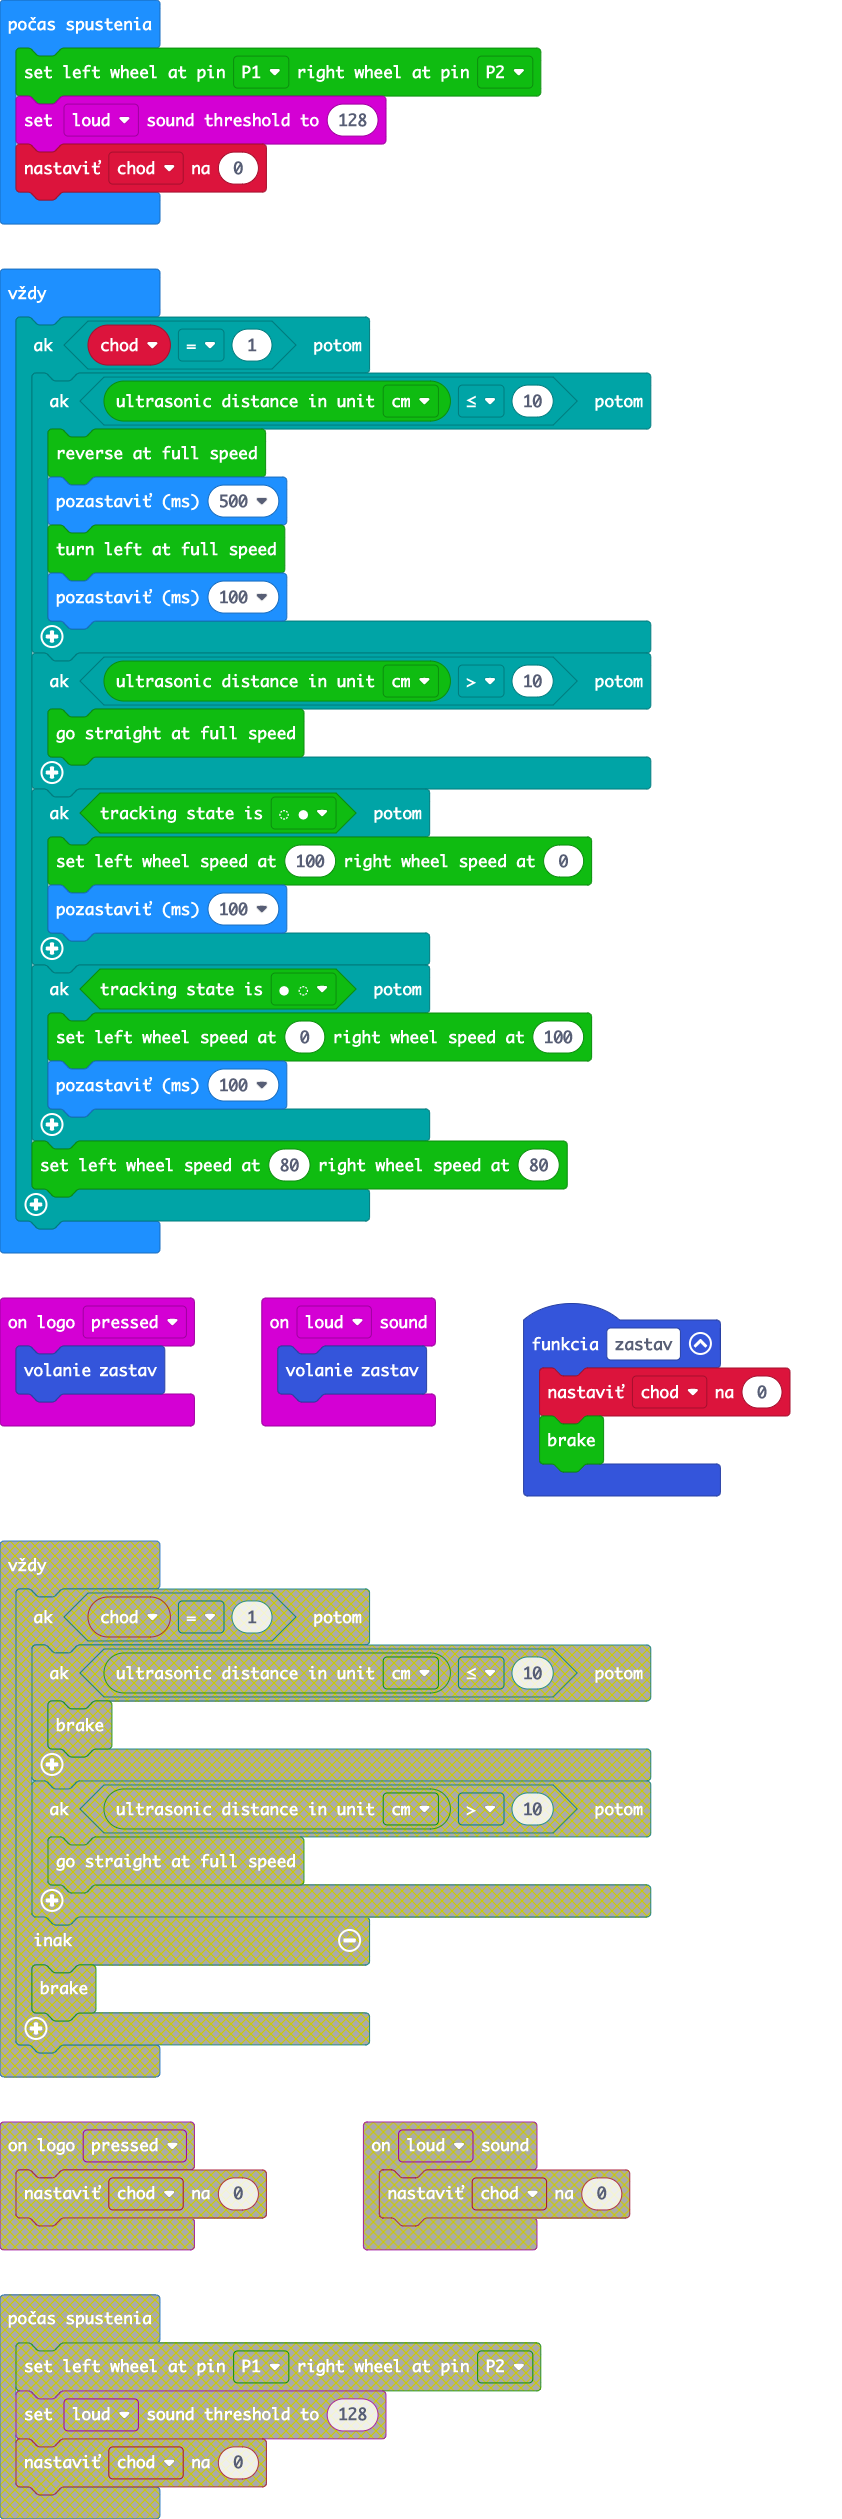 počas spustenia
set left wheel at pin P1 right wheel at pin P2
set loud sound threshold to 128
nastaviť chod na 0
vždy
ak chod = 1 potom
ak ultrasonic distance in unit cm ≤ 10 potom
reverse at full speed
pozastaviť (ms) 500
turn left at full speed
pozastaviť (ms) 100
ak ultrasonic distance in unit cm > 10 potom
go straight at full speed
ak tracking state is ◌ ● potom
set left wheel speed at 100 right wheel speed at 0
pozastaviť (ms) 100
ak tracking state is ● ◌ potom
set left wheel speed at 0 right wheel speed at 100
pozastaviť (ms) 100
set left wheel speed at 80 right wheel speed at 80
on logo pressed
volanie zastav
on loud sound
volanie zastav
funkcia zastav
nastaviť chod na 0
brake
vždy
ak chod = 1 potom
ak ultrasonic distance in unit cm ≤ 10 potom
brake
ak ultrasonic distance in unit cm > 10 potom
go straight at full speed
inak
brake
on logo pressed
nastaviť chod na 0
on loud sound
nastaviť chod na 0
počas spustenia
set left wheel at pin P1 right wheel at pin P2
set loud sound threshold to 128
nastaviť chod na 0